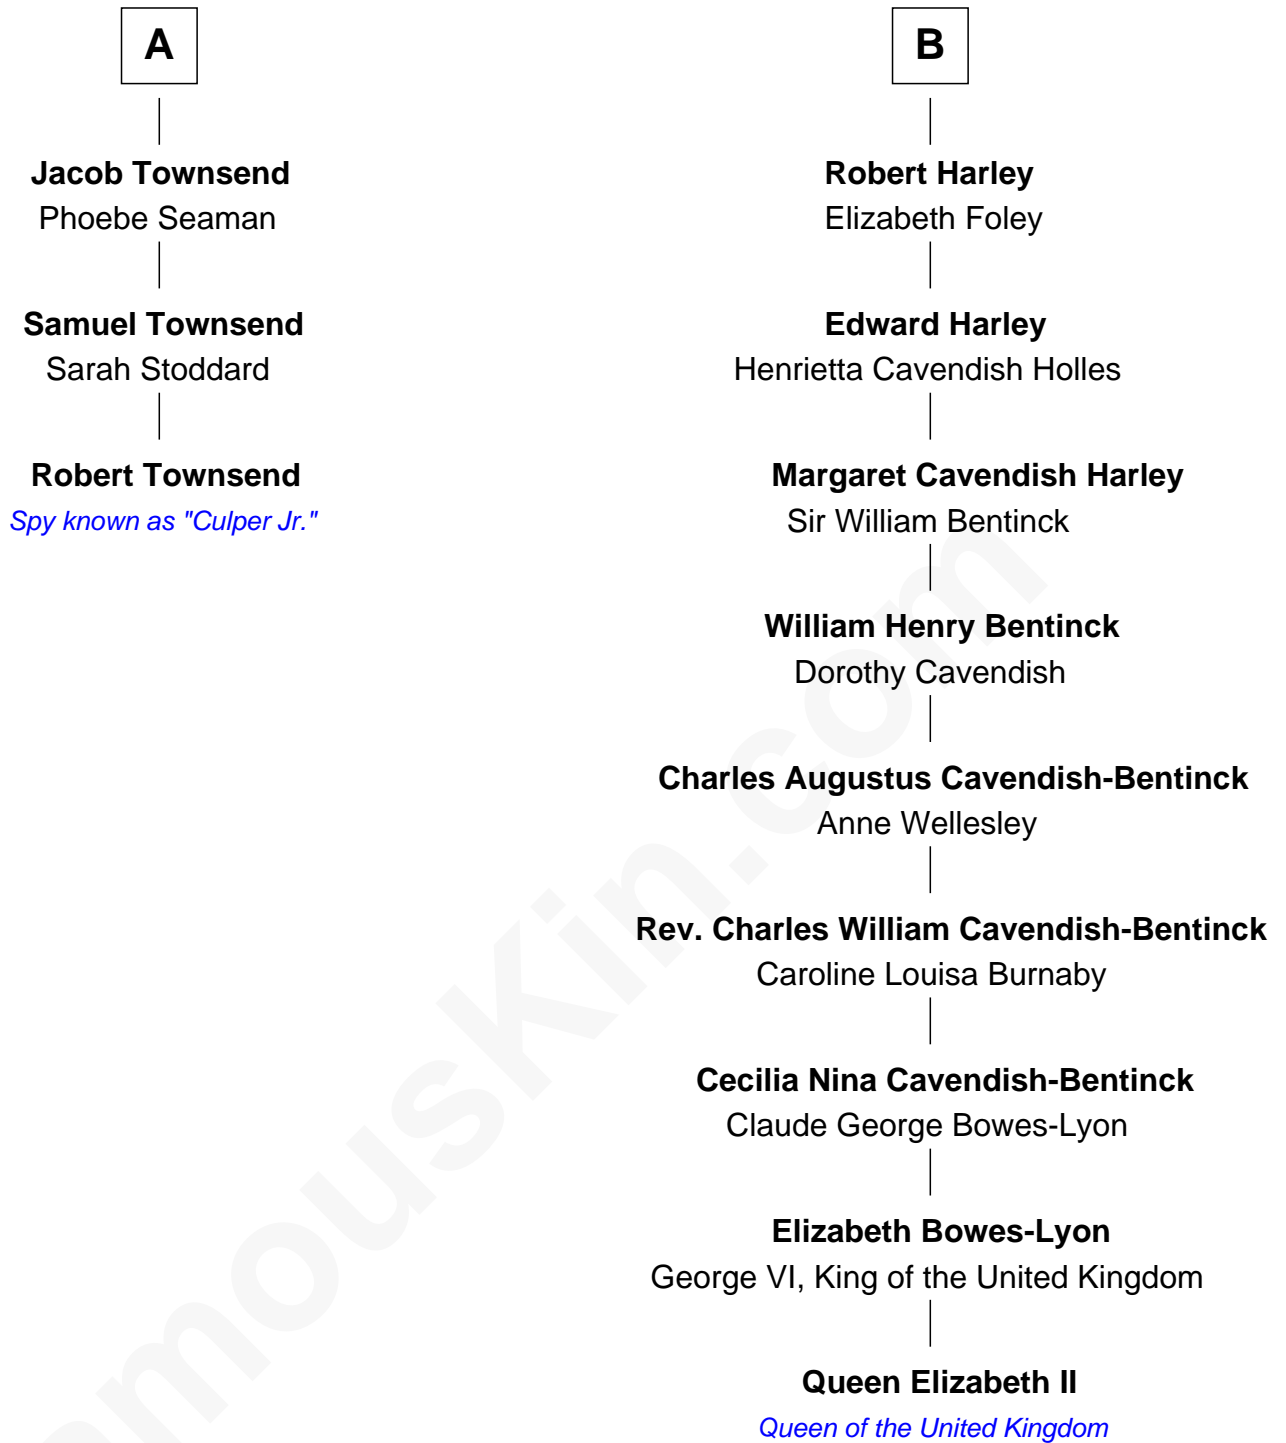 A
Jacob Townsend
Phoebe Seaman
Samuel Townsend
Sarah Stoddard
Robert Townsend
Spy known as "Culper Jr."
B
Robert Harley
Elizabeth Foley
Edward Harley
Henrietta Cavendish Holles
Margaret Cavendish Harley
Sir William Bentinck
William Henry Bentinck
Dorothy Cavendish
Charles Augustus Cavendish-Bentinck
Anne Wellesley
Rev. Charles William Cavendish-Bentinck
Caroline Louisa Burnaby
Cecilia Nina Cavendish-Bentinck
Claude George Bowes-Lyon
Elizabeth Bowes-Lyon
George VI, King of the United Kingdom
Queen Elizabeth II
Queen of the United Kingdom
amouskin.com